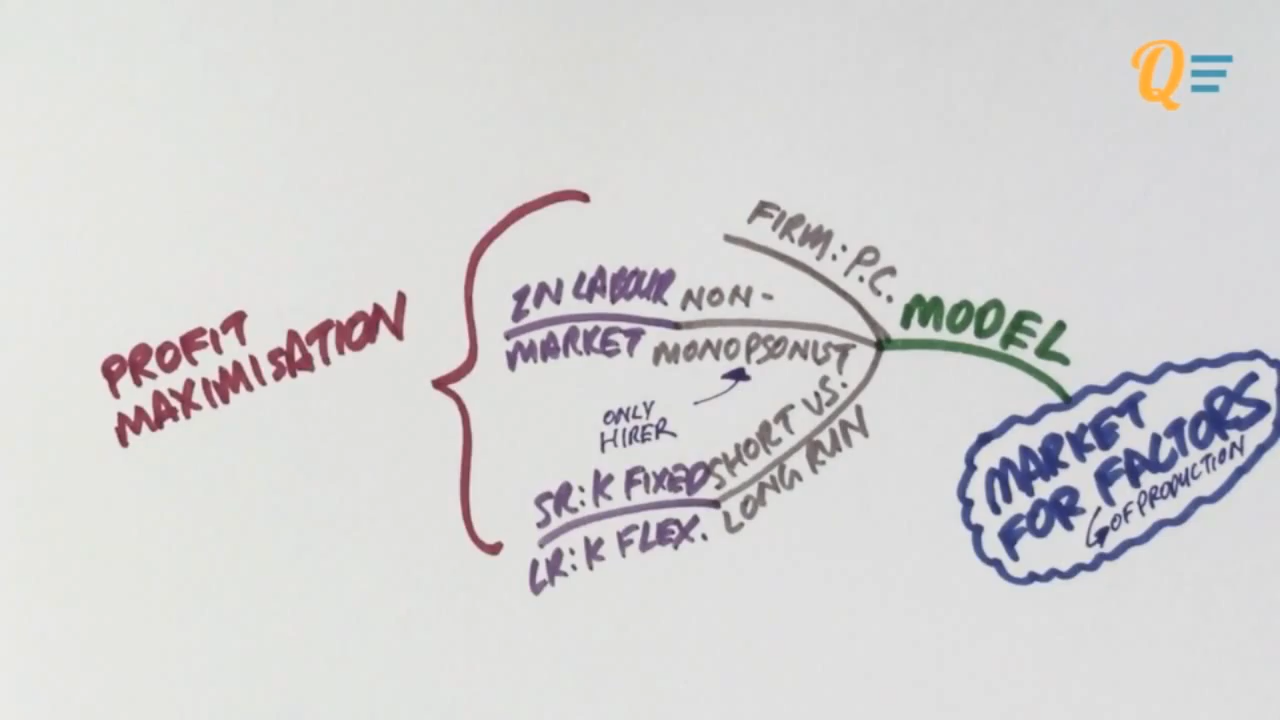 QE
FIRM: P.C.
MODEL
IN LABOUR
MARKET
NON-
MONOPSONIST
ONLY
HIRER
SHORT VS.
LONG RUN
SR: K FIXED
LR: K FLEX.
PROFIT
MAXIMISATION
MARKET
FOR FACTORS
OF PRODUCTION